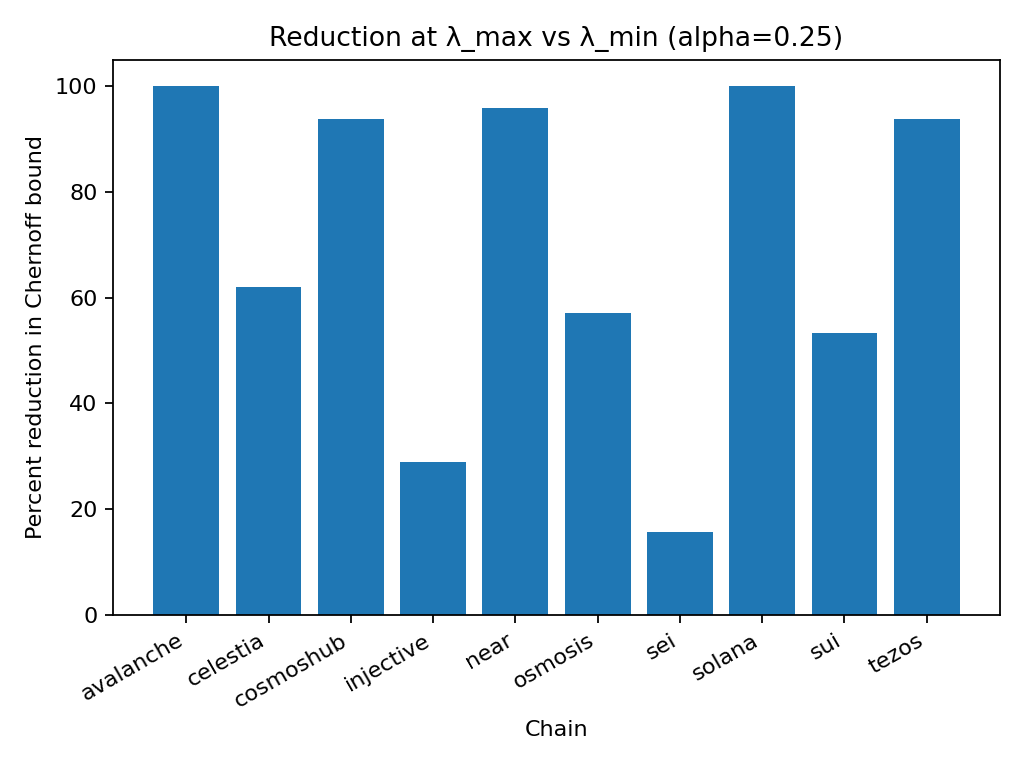 Reduction at λ_max vs λ_min (alpha=0.25)
Percent reduction in Chernoff bound
100
80
60
40
20
0
avalanche
celestia
cosmoshub
injective
near
osmosis
sei
solana
sui
tezos
Chain